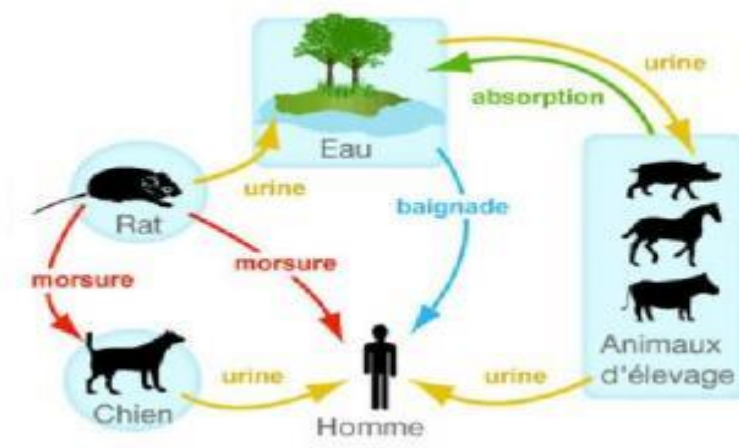 urine
absorption
Eau
urine
baignade
Rat
morsure
morsure
Animaux
d'élevage
urine
urine
Chien
Homme